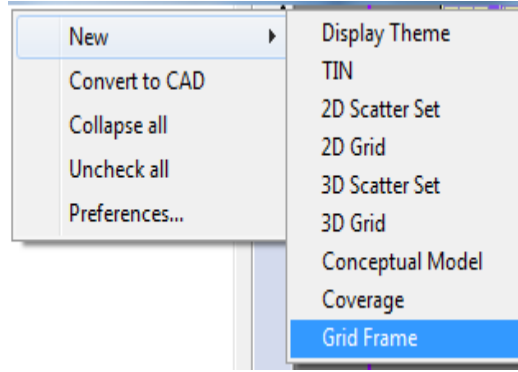 New
Convert to CAD
Collapse all
Uncheck all
Preferences...
Display Theme
TIN
2D Scatter Set
2D Grid
3D Scatter Set
3D Grid
Conceptual Model
Coverage
Grid Frame